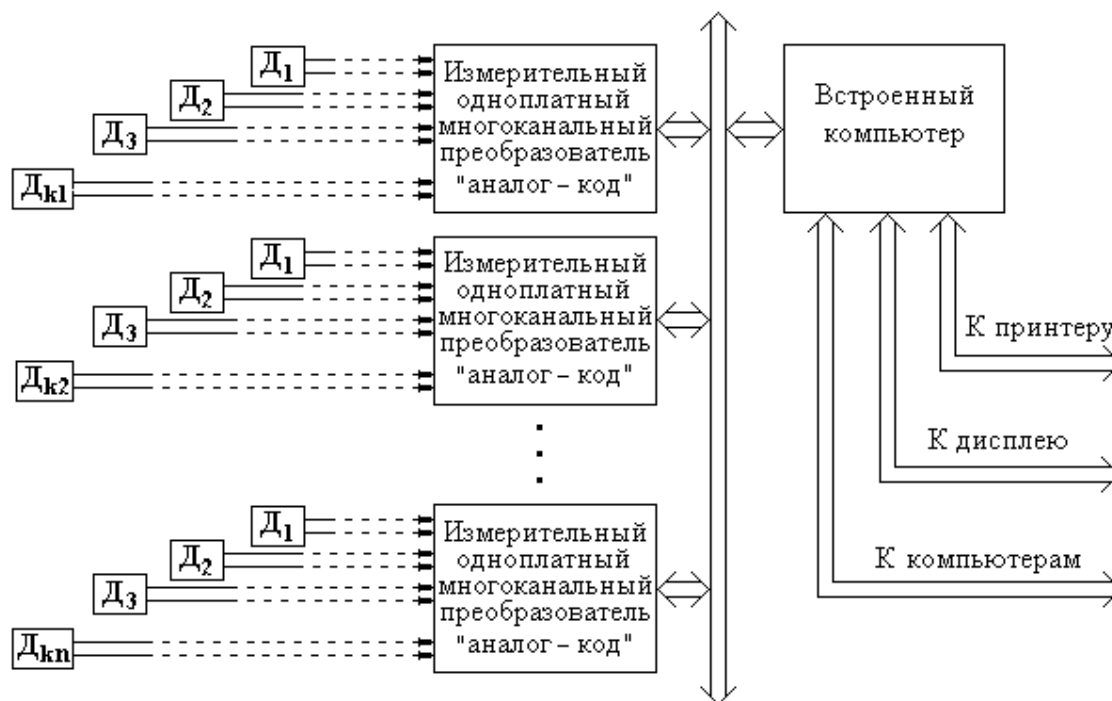 Д1
Д2
Д3
Дk1
Измерительный
одноплатный
многоканальный
преобразователь
"аналог – код"
Встроенный
компьютер
Д1
Д2
Д3
Дk2
Измерительный
одноплатный
многоканальный
преобразователь
"аналог – код"
К принтеру
К дисплею
К компьютерам
Д1
Д2
Д3
Дkn
Измерительный
одноплатный
многоканальный
преобразователь
"аналог – код"